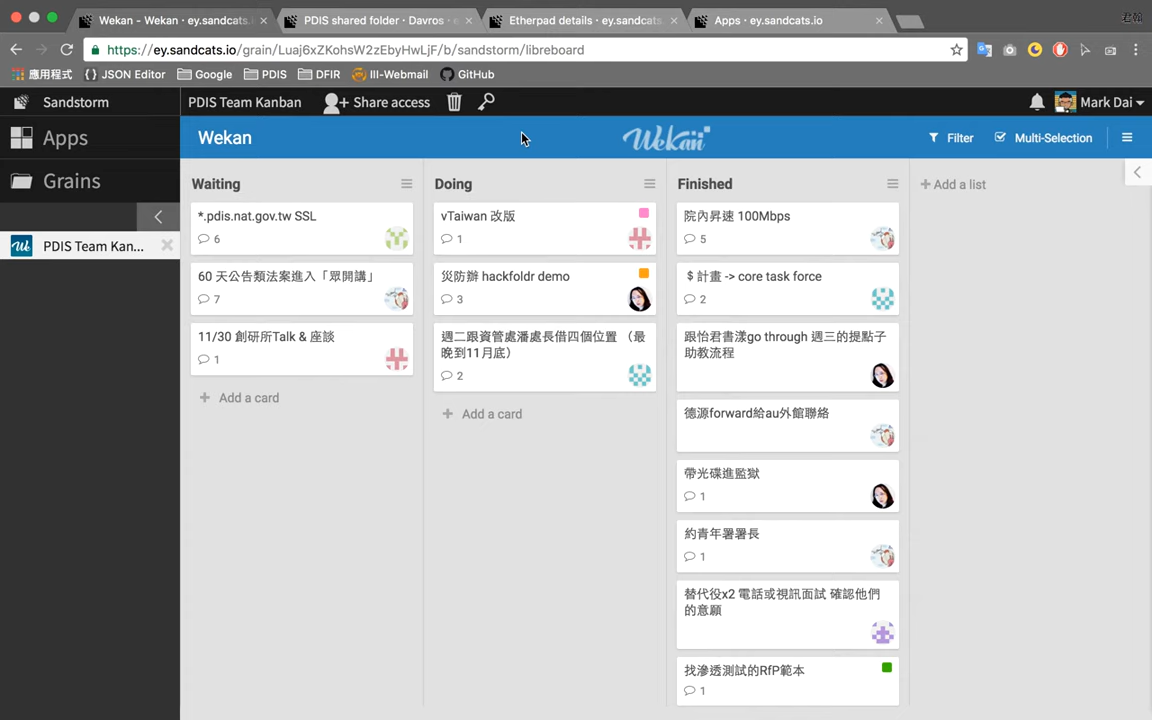 Wekan - Wekan · ey.sandcats.
PDIS shared folder · Davros ·
Etherpad details · ey.sandcats.
Apps · ey.sandcats.io
君翰
https://ey.sandcats.io/grain/Luaj6xZKohsW2zEbyHwLjF/b/sandstorm/libreboard
應用程式
JSON Editor
Google
PDIS
DFIR
III-Webmail
GitHub
Sandstorm
PDIS Team Kanban
Share access
Mark Dai
Apps
Grains
PDIS Team Kan...
Wekan
Wekan
Filter
Multi-Selection
Waiting
*.pdis.nat.gov.tw SSL
6
60 天公告類法案進入「眾開講」
7
11/30 創研所Talk & 座談
1
Add a card
Doing
vTaiwan 改版
1
災防辦 hackfoldr demo
3
週二跟資管處潘處長借四個位置 （最
晚到11月底）
2
Add a card
Finished
院內昇速 100Mbps
5
$ 計畫 -> core task force
2
跟怡君書漾go through 週三的提點子
助教流程
德源forward給au外館聯絡
帶光碟進監獄
1
約青年署署長
1
替代役x2 電話或視訊面試 確認他們
的意願
找滲透測試的RfP範本
1
Add a list